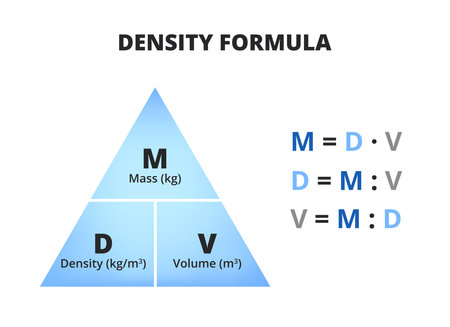 DENSITY FORMULA
M
Mass (kg)
D
Density (kg/m³)
V
Volume (m³)
M = D · V
D = M : V
V = M : D